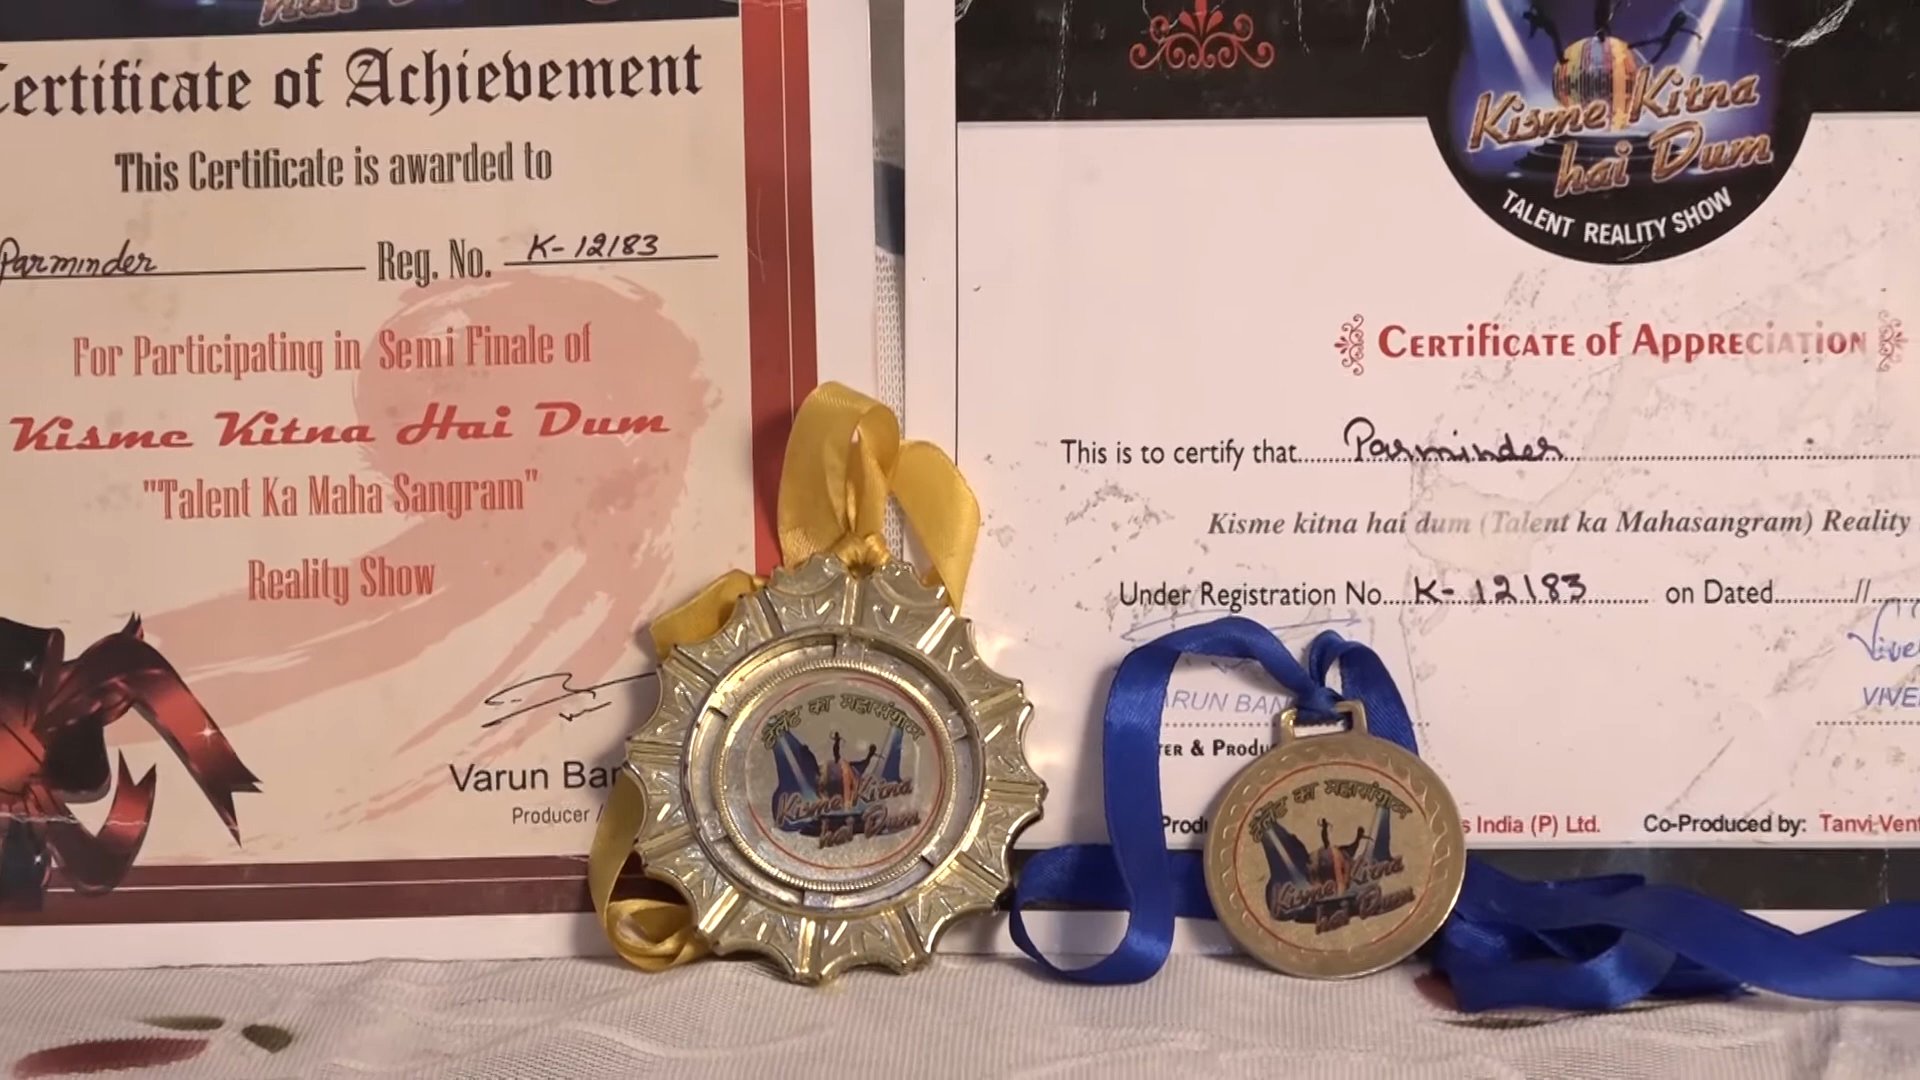 Certificate of Achievement
This Certificate is awarded to
Parminder Reg. No. K-12183
For Participating in Semi Finale of
Kisme Kitna Hai Dum
"Talent Ka Maha Sangram"
Reality Show
Varun
Producer /
टैलेंट का महासंग्राम
Kisme Kitna
hai Dum
Kisme Kitna
hai Dum
TALENT REALITY SHOW
Certificate of Appreciation
This is to certify that Parminder
Kisme kitna hai dum (Talent ka Mahasangram) Reality
Under Registration No. K-12183 on Dated //
India (P) Ltd. Co-Produced by: Tanvi
टैलेंट का महासंग्राम
Kisme Kitna
hai Dum